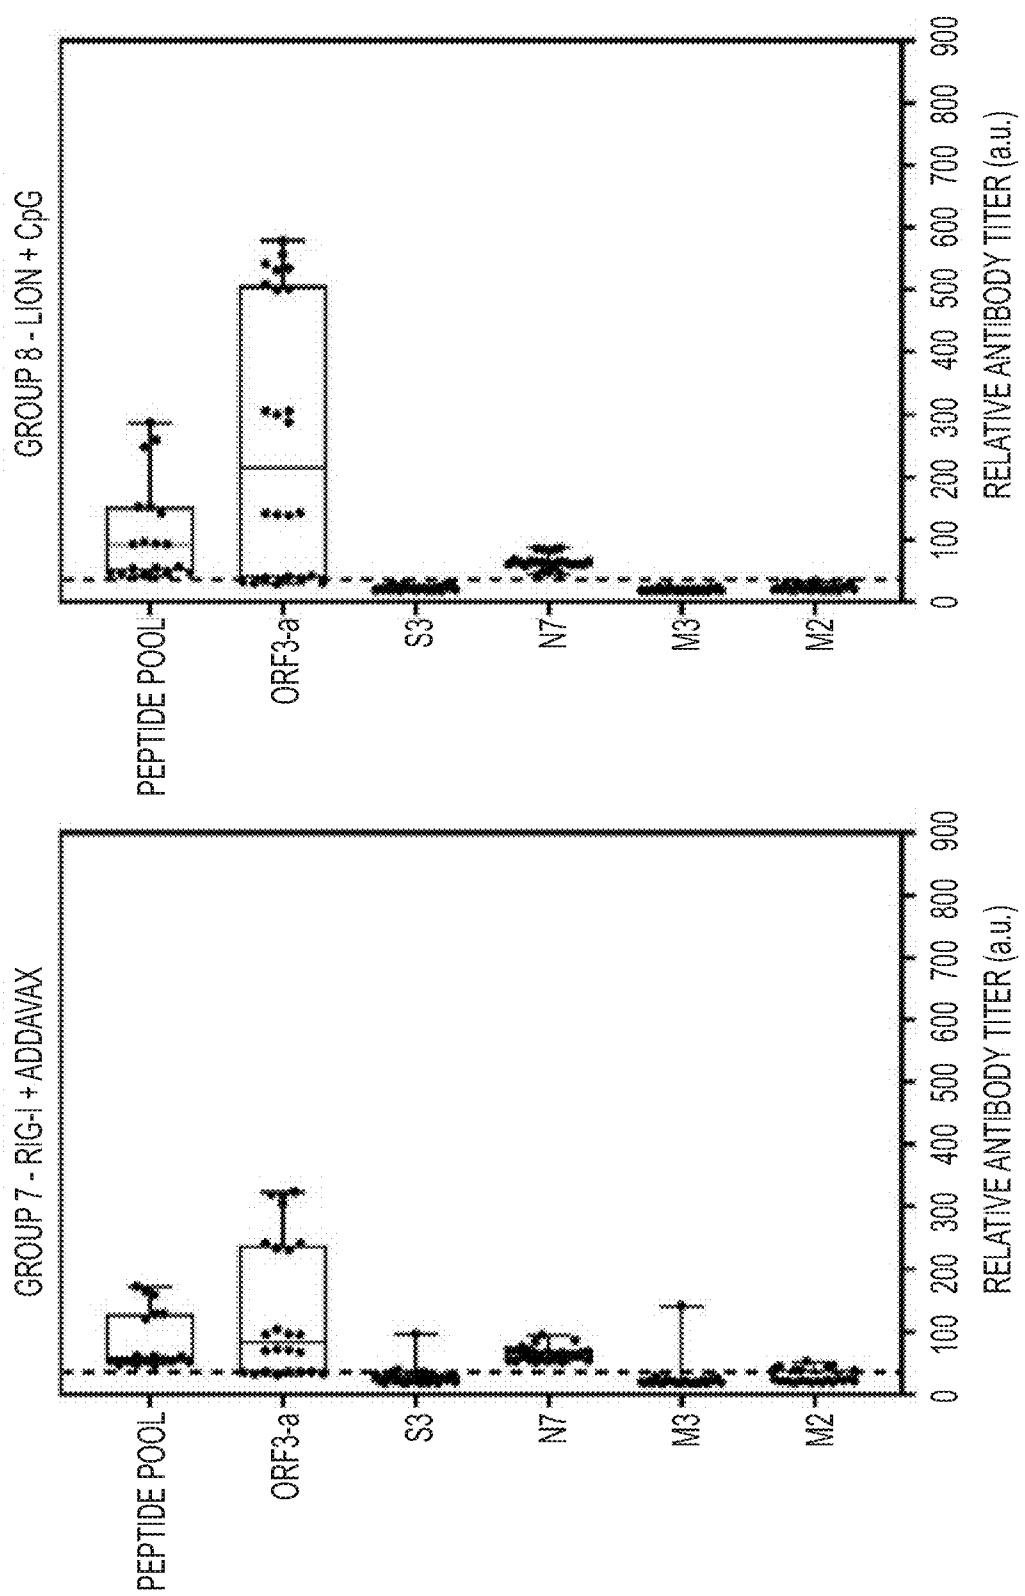 GROUP 7 - RIG-I + ADDAVAX
PEPTIDE POOL
ORF3-a
S3
N7
M3
M2
0 100 200 300 400 500 600 700 800 900
RELATIVE ANTIBODY TITER (a.u.)
GROUP 8 - LION + CpG
PEPTIDE POOL
ORF3-a
S3
N7
M3
M2
0 100 200 300 400 500 600 700 800 900
RELATIVE ANTIBODY TITER (a.u.)